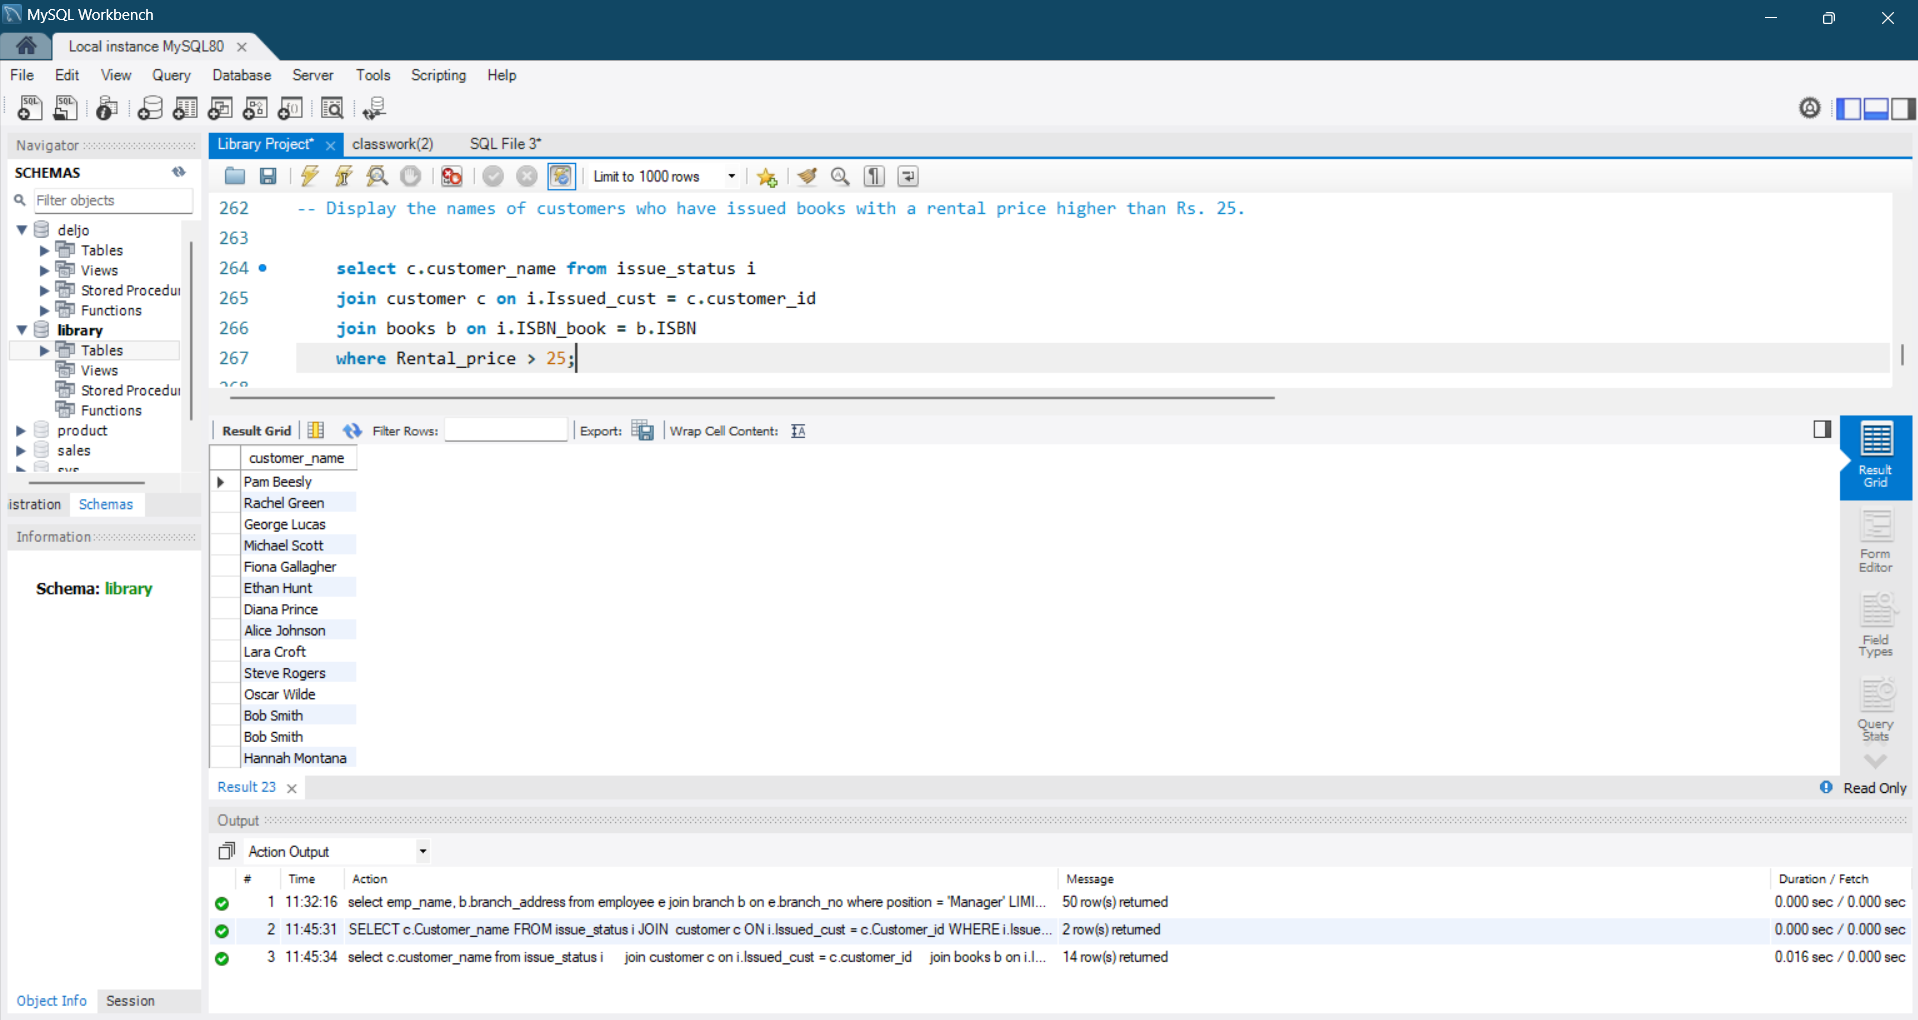 MySQL Workbench
Local instance MySQL80
File Edit View Query Database Server Tools Scripting Help
Navigator
Library Project* classwork(2) SQL File 3*
SCHEMAS
Limit to 1000 rows
Filter objects
deljo
Tables
Views
Stored Procedu
Functions
library
Tables
Views
Stored Procedu
Functions
product
sales
sys
istration Schemas
Information
Schema: library
262 -- Display the names of customers who have issued books with a rental price higher than Rs. 25.
263
264 select c.customer_name from issue_status i
265 join customer c on i.Issued_cust = c.customer_id
266 join books b on i.ISBN_book = b.ISBN
267 where Rental_price > 25;
268
Result Grid Filter Rows: Export: Wrap Cell Content:
customer_name
Pam Beesly
Rachel Green
George Lucas
Michael Scott
Fiona Gallagher
Ethan Hunt
Diana Prince
Alice Johnson
Lara Croft
Steve Rogers
Oscar Wilde
Bob Smith
Bob Smith
Hannah Montana
Result
Grid
Form
Editor
Field
Types
Query
Stats
Result 23
Read Only
Output
Action Output
# Time Action Message Duration / Fetch
1 11:32:16 select emp_name, b.branch_address from employee e join branch b on e.branch_no where position = 'Manager' LIMI... 50 row(s) returned 0.000 sec / 0.000 sec
2 11:45:31 SELECT c.Customer_name FROM issue_status i JOIN customer c ON i.Issued_cust = c.Customer_id WHERE i.Issue... 2 row(s) returned 0.000 sec / 0.000 sec
3 11:45:34 select c.customer_name from issue_status i join customer c on i.Issued_cust = c.customer_id join books b on i.I... 14 row(s) returned 0.016 sec / 0.000 sec
Object Info Session